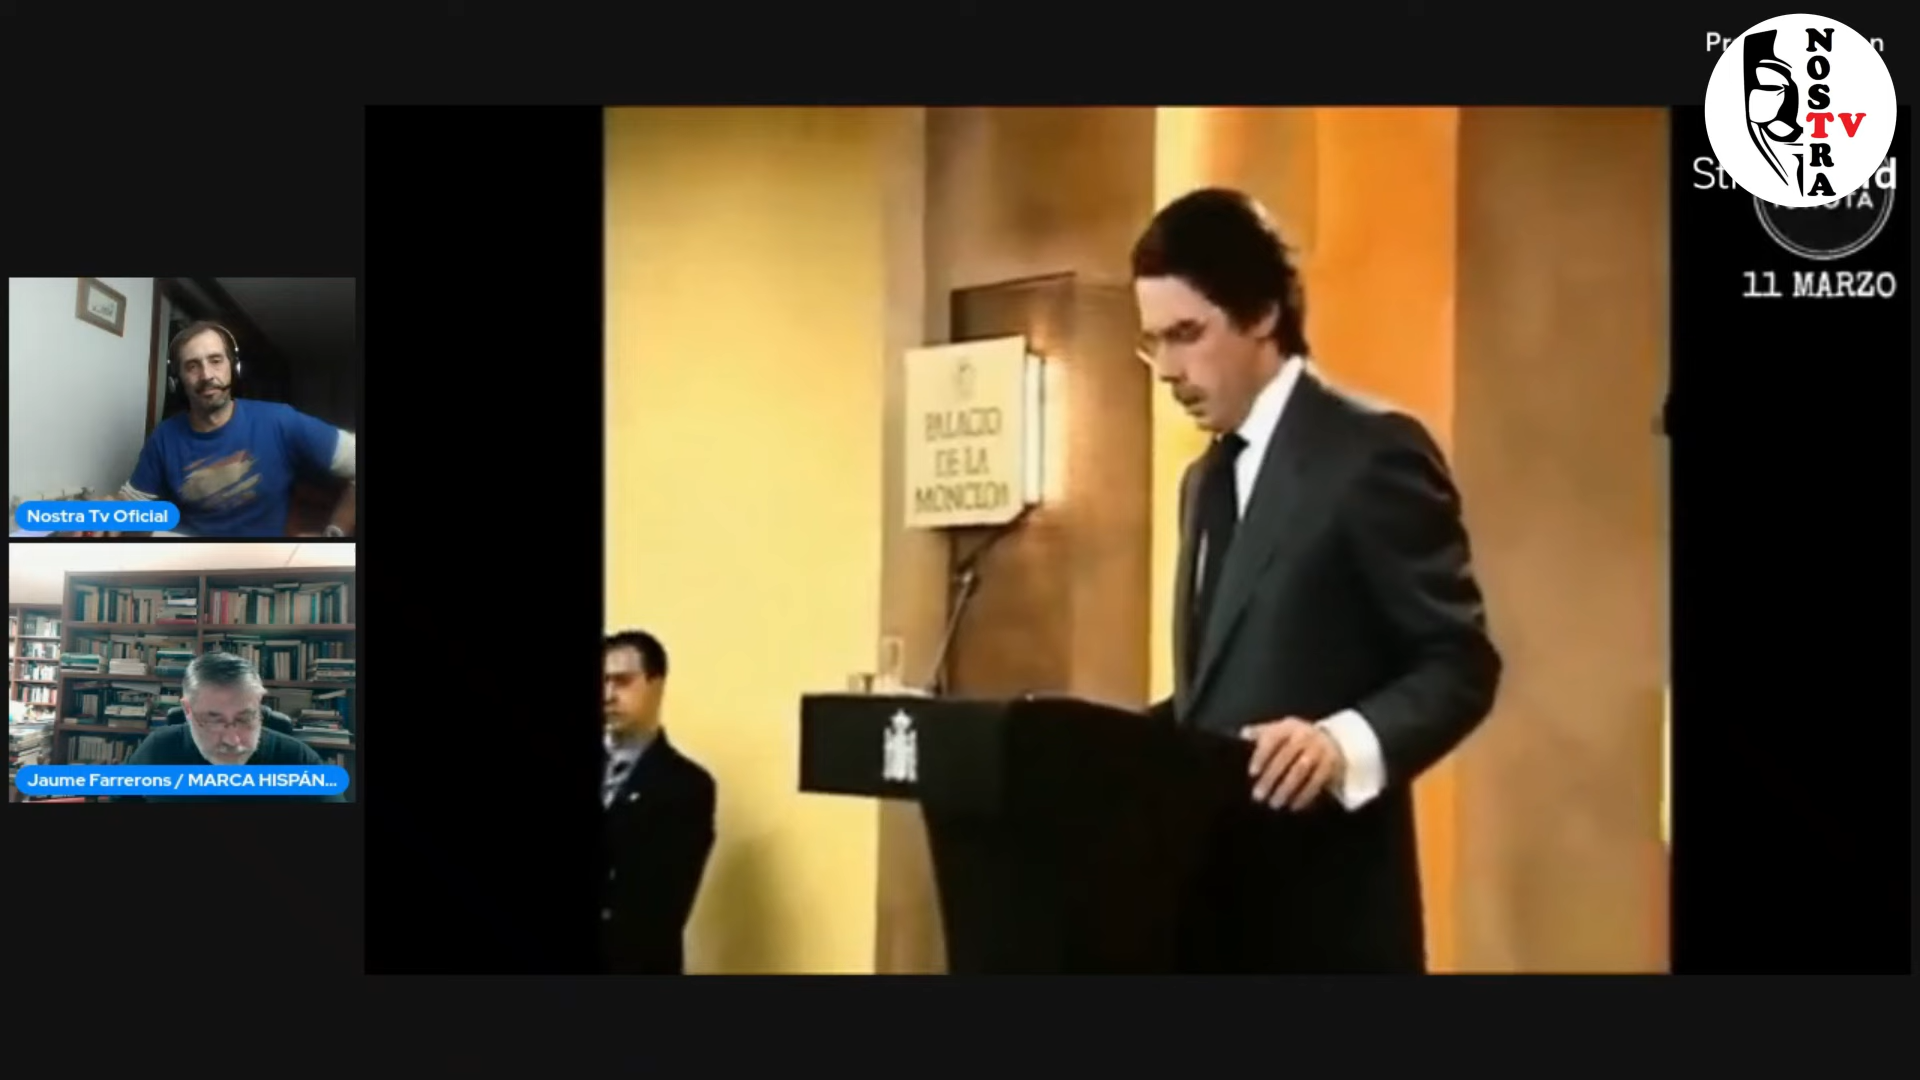 NOSTRA
TV
11 MARZO
PALACIO
DE LA
MONCLOA
Nostra Tv Oficial
Jaume Farrerons / MARCA HISPÁN...